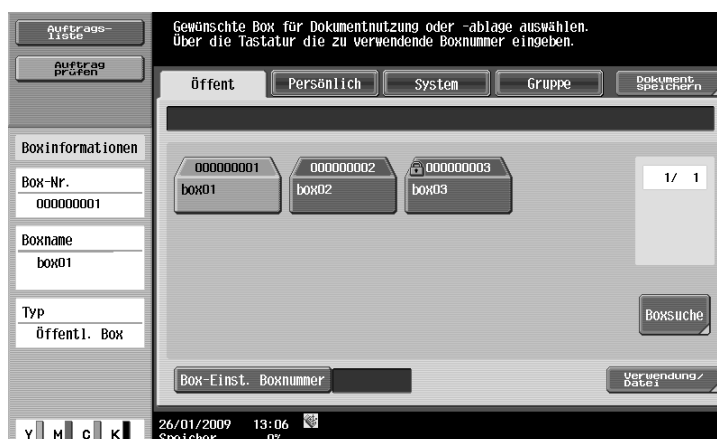 Auftrags-
liste
Auftrag
prüfen
Gewünschte Box für Dokumentnutzung oder -ablage auswählen.
Über die Tastatur die zu verwendende Boxnummer eingeben.
Öffent
Persönlich
System
Gruppe
Dokument
speichern
Boxinformationen
Box-Nr.
000000001
Boxname
box01
Typ
Öffentl. Box
000000001
box01
000000002
box02
000000003
box03
1/ 1
Boxsuche
Box-Einst. Boxnummer
Verwendung/
Datei
Y M C K
26/01/2009 13:06
Speicher 0%